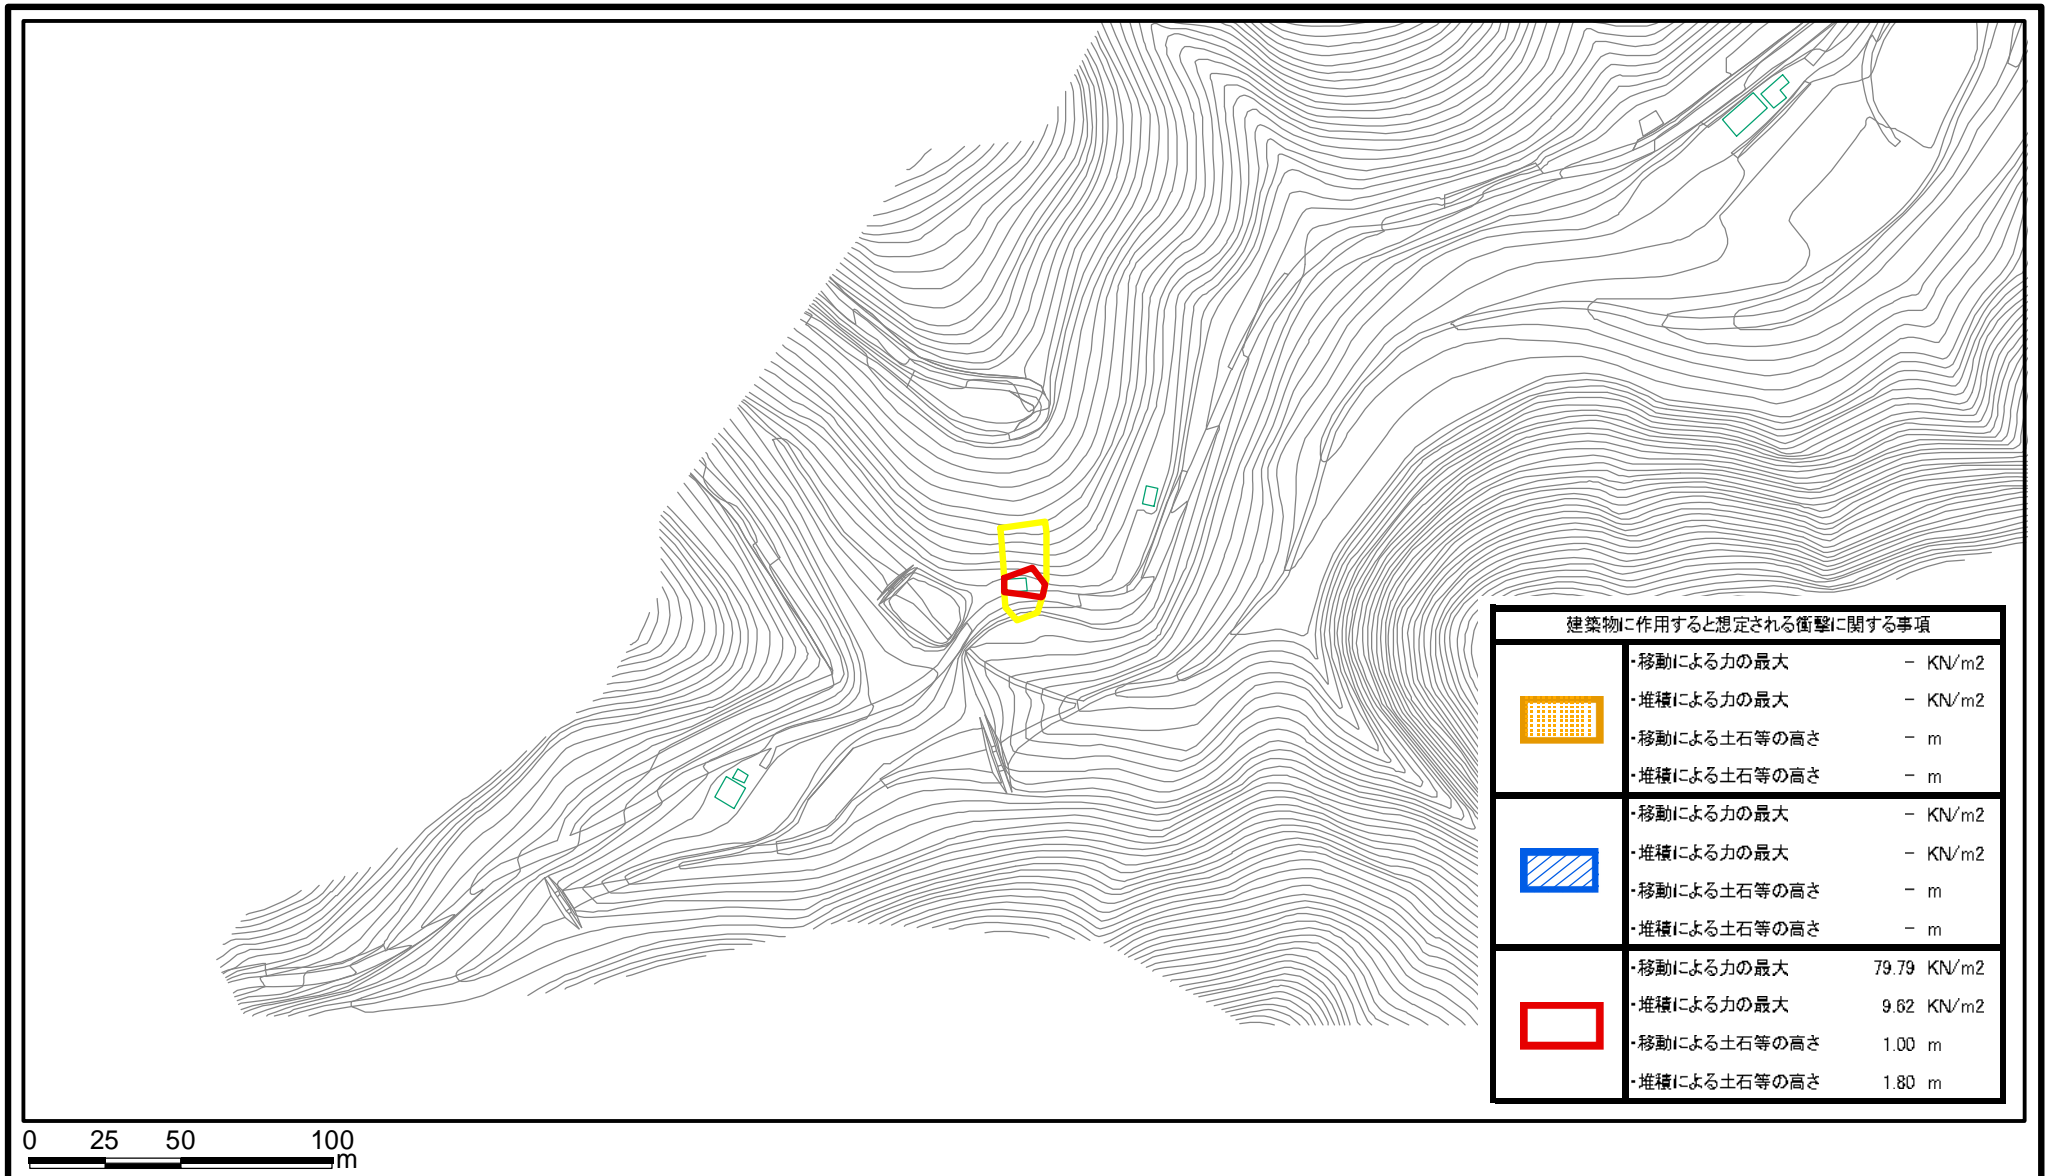 建築物に作用すると想定される衝撃に関する事項
・移動による力の最大 - KN/m2
・堆積による力の最大 - KN/m2
・移動による土石等の高さ - m
・堆積による土石等の高さ - m
・移動による力の最大 - KN/m2
・堆積による力の最大 - KN/m2
・移動による土石等の高さ - m
・堆積による土石等の高さ - m
・移動による力の最大 79.79 KN/m2
・堆積による力の最大 9.62 KN/m2
・移動による土石等の高さ 1.00 m
・堆積による土石等の高さ 1.80 m
0 25 50 100
m